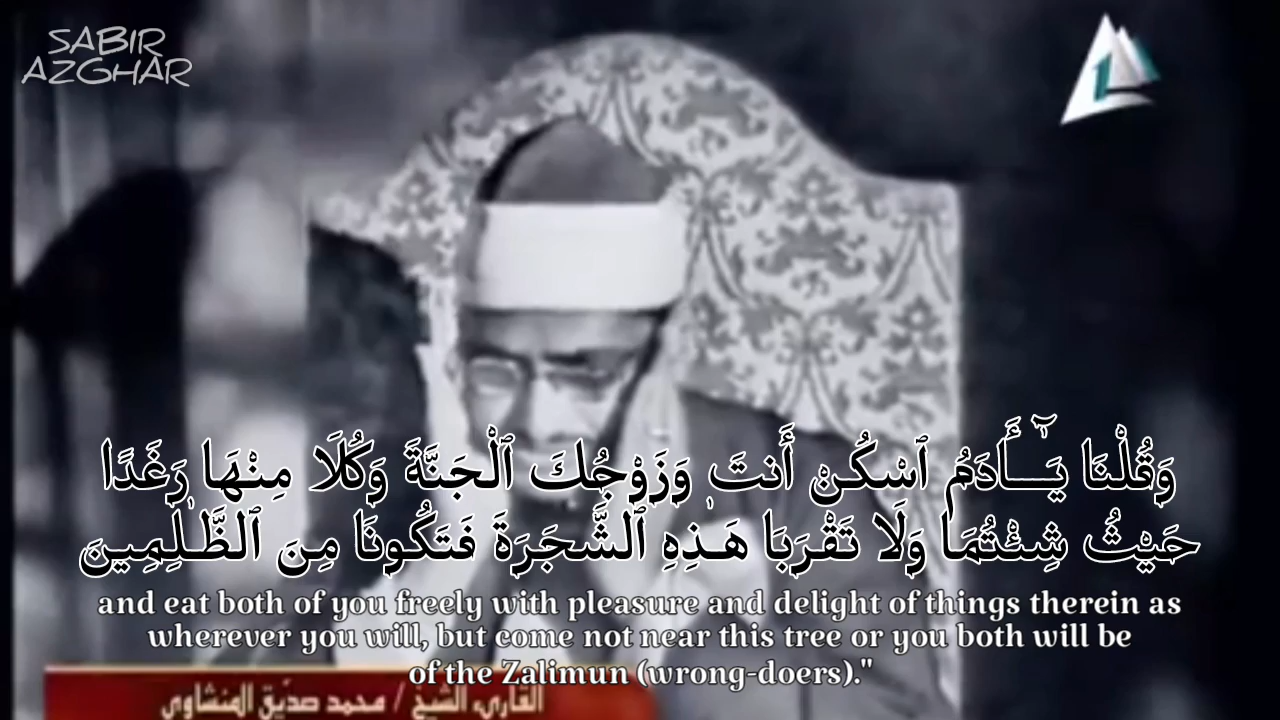 SABIR
AZGHAR
وَقُلْنَا يَـٰٓـَٔادَمُ ٱسْكُنْ أَنتَ وَزَوْجُكَ ٱلْجَنَّةَ وَكُلَا مِنْهَا رَغَدًا
حَيْثُ شِئْتُمَا وَلَا تَقْرَبَا هَـٰذِهِ ٱلشَّجَرَةَ فَتَكُونَا مِنَ ٱلظَّـٰلِمِينَ
and eat both of you freely with pleasure and delight of things therein as
wherever you will, but come not near this tree or you both will be
of the Zalimun (wrong-doers)."
القارىء الشيخ / محمد صديق المنشاوي